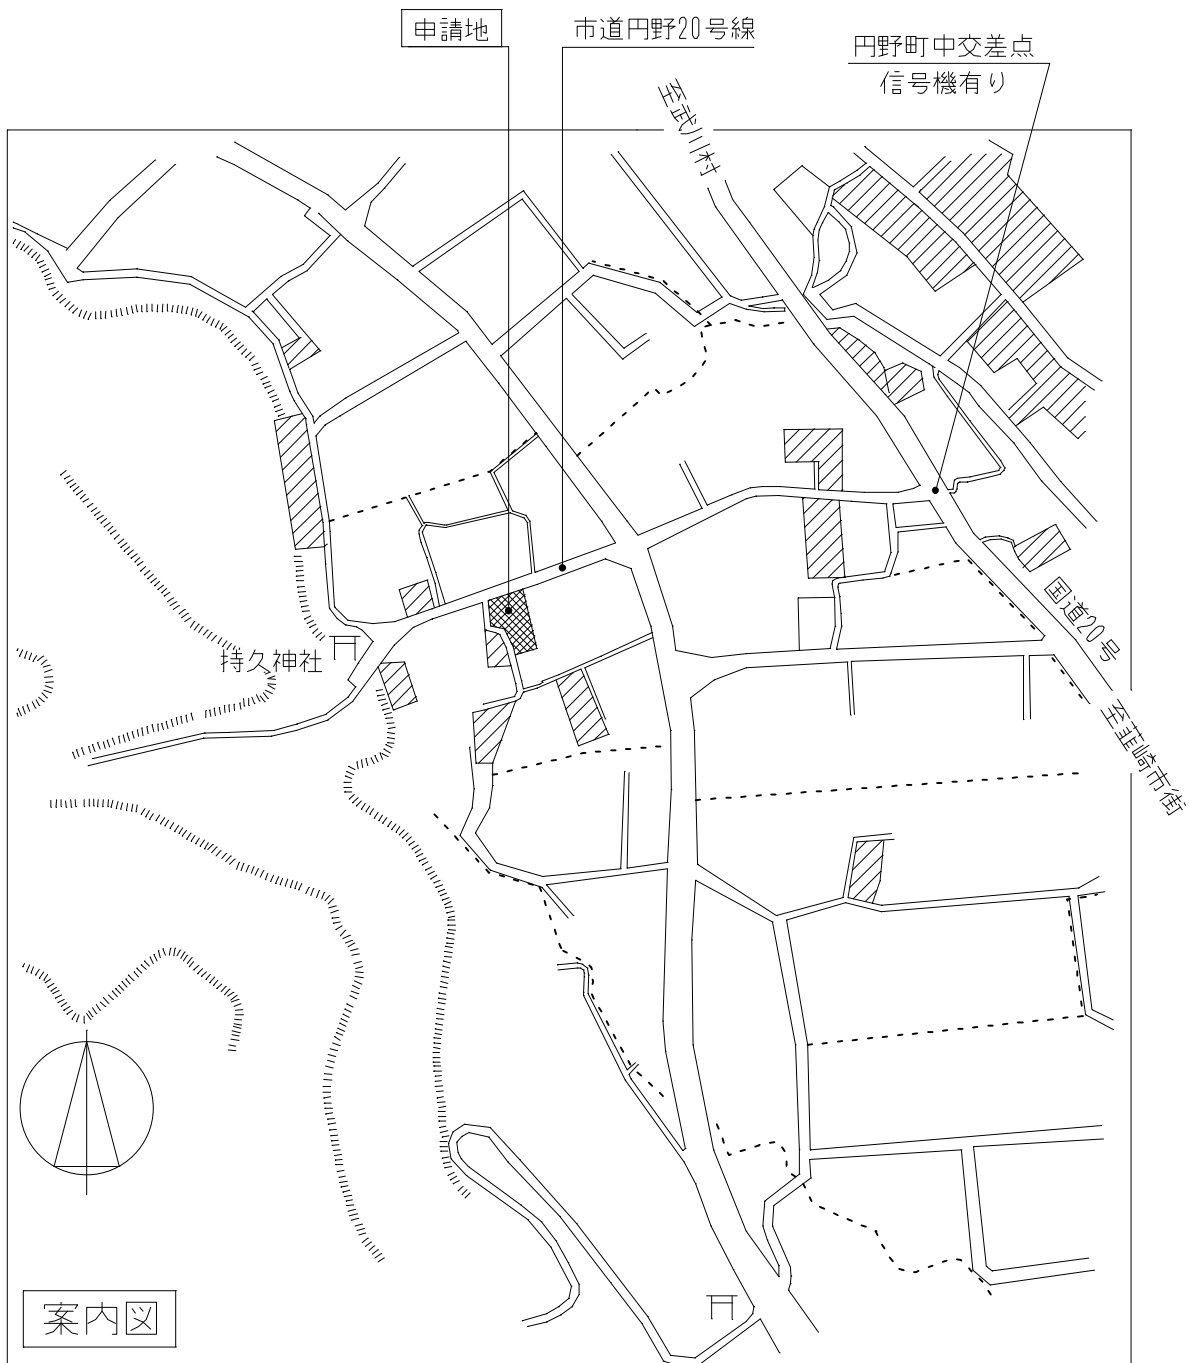 申請地
市道円野20号線
円野町中交差点
信号機有り
至武川村
国道20号
持久神社
至韮崎市街
案内図